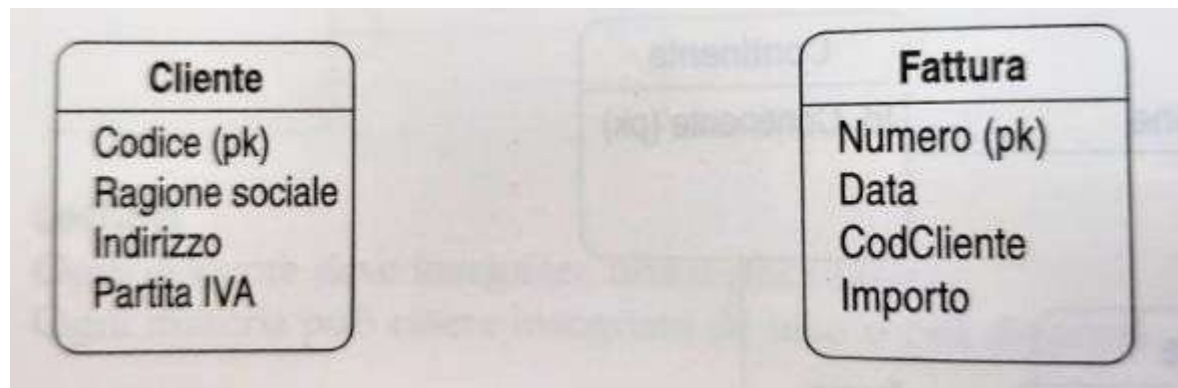 Cliente
Codice (pk)
Ragione sociale
Indirizzo
Partita IVA
Fattura
Numero (pk)
Data
CodCliente
Importo